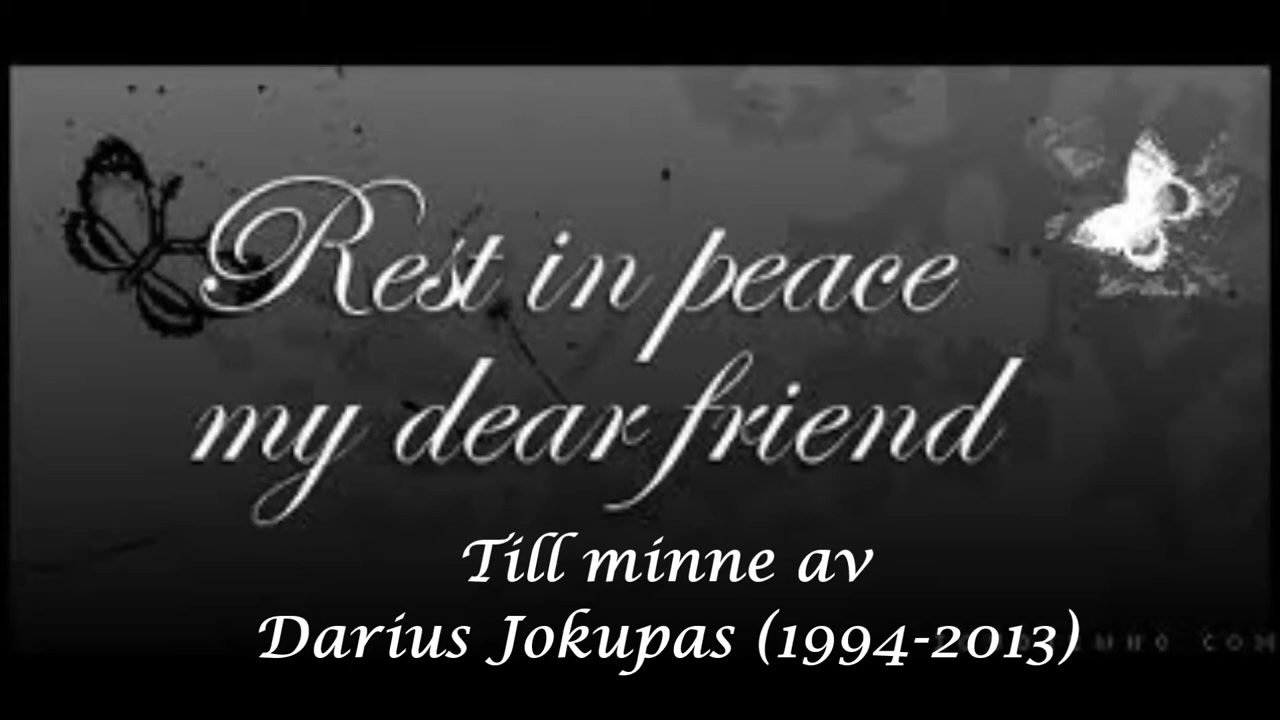 Rest in peace
my dear friend
Till minne av
Darius Jokupas (1994-2013)